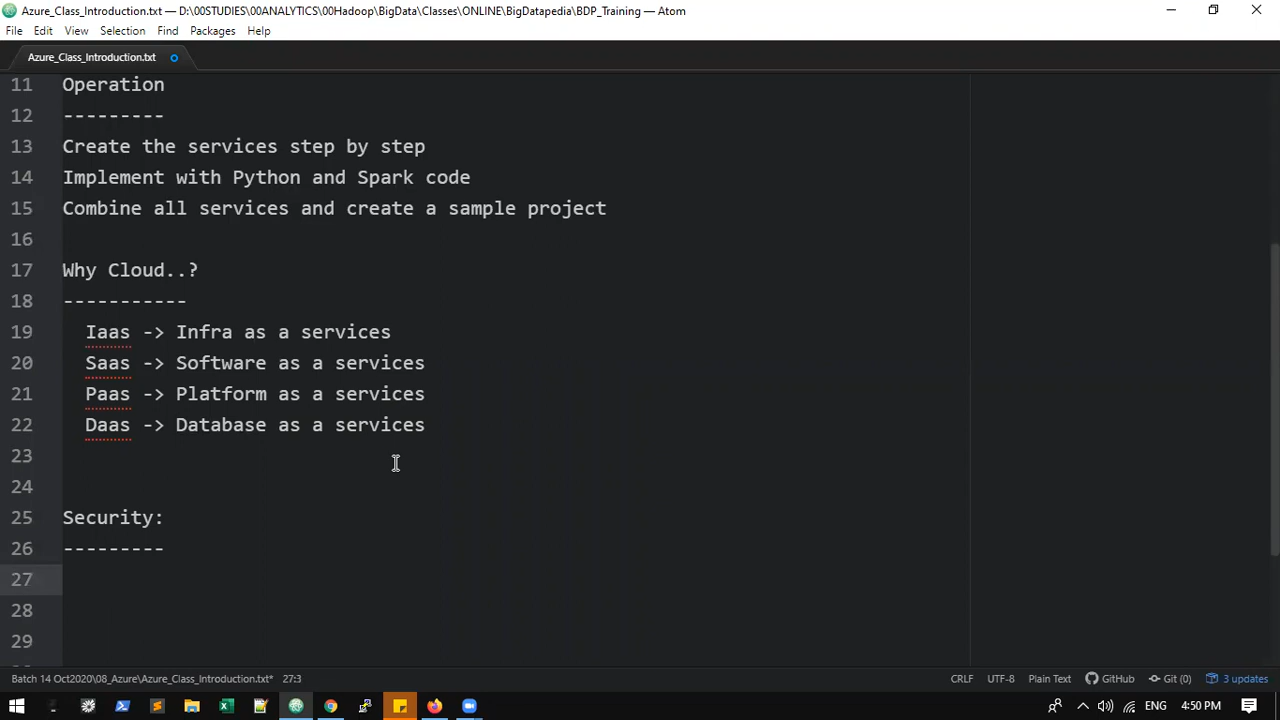 Azure_Class_Introduction.txt — D:\00STUDIES\00ANALYTICS\00Hadoop\BigData\Classes\ONLINE\BigDatapedia\BDP_Training — Atom
File Edit View Selection Find Packages Help
Azure_Class_Introduction.txt
11 Operation
12 ---------
13 Create the services step by step
14 Implement with Python and Spark code
15 Combine all services and create a sample project
16
17 Why Cloud..?
18 -----------
19 Iaas -> Infra as a services
20 Saas -> Software as a services
21 Paas -> Platform as a services
22 Daas -> Database as a services
23
24
25 Security:
26 ---------
27
28
29
Batch 14 Oct2020\08_Azure\Azure_Class_Introduction.txt* 27:3 CRLF UTF-8 Plain Text GitHub Git (0) 3 updates
ENG 4:50 PM